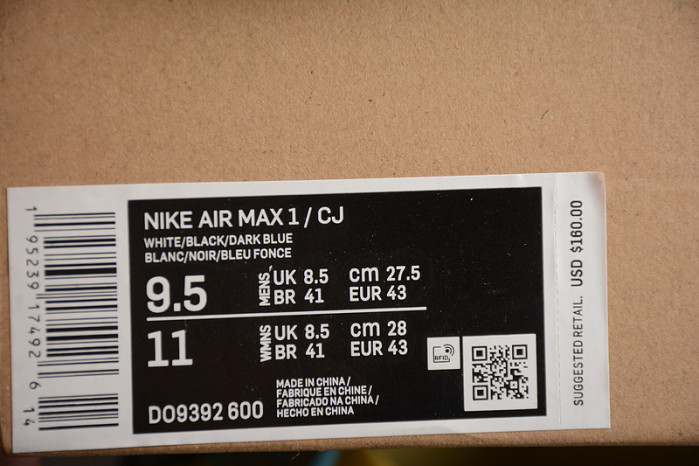 NIKE AIR MAX 1 / CJ
WHITE/BLACK/DARK BLUE
BLANC/NOIR/BLEU FONCE
9.5 MENS' UK 8.5 cm 27.5
BR 41 EUR 43
11 WMNS UK 8.5 cm 28
BR 41 EUR 43
RFID
DO9392 600
MADE IN CHINA /
FABRIQUE EN CHINE /
FABRICADO NA CHINA /
HECHO EN CHINA
1 95239 17492 6 14
SUGGESTED RETAIL. USD $160.00